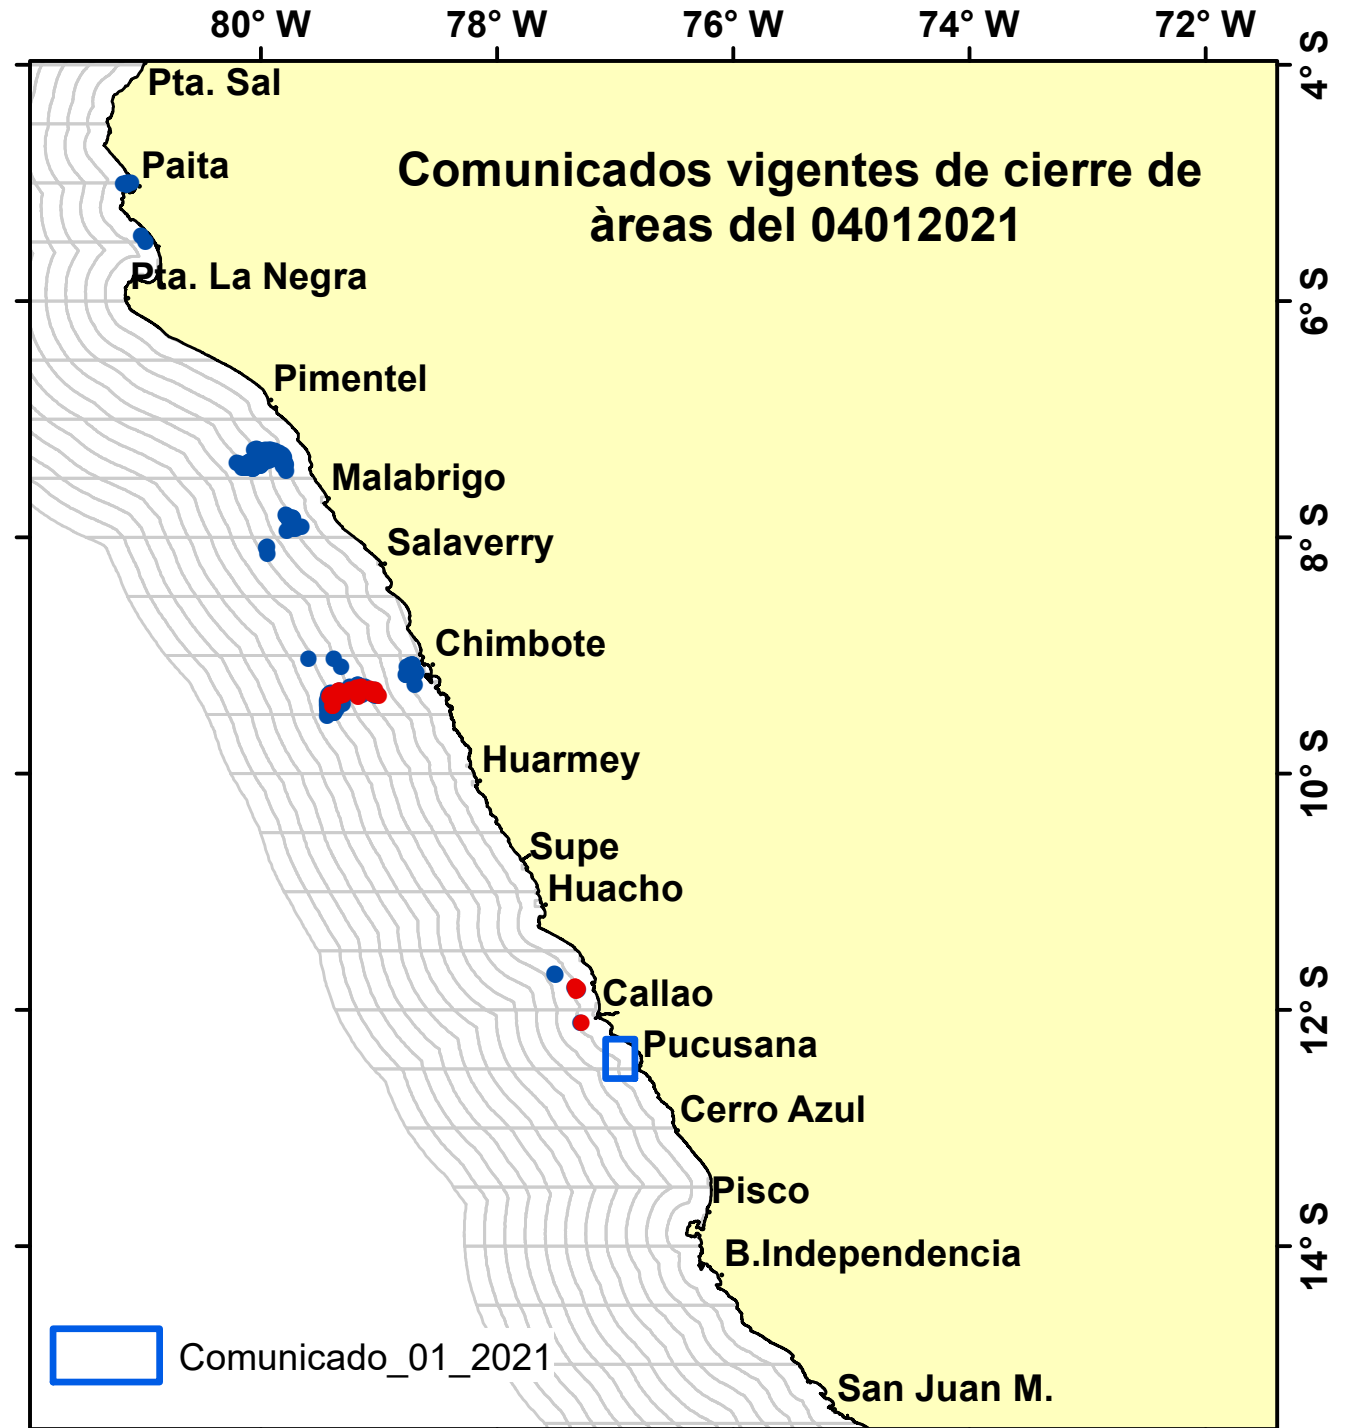 80° W 78° W 76° W 74° W 72° W
4° S
Pta. Sal
Paita
Comunicados vigentes de cierre de
àreas del 04012021
Pta. La Negra
6° S
Pimentel
Malabrigo
8° S
Salaverry
Chimbote
Huarmey
10° S
Supe
Huacho
Callao
12° S
Pucusana
Cerro Azul
Pisco
14° S
B.Independencia
Comunicado_01_2021
San Juan M.